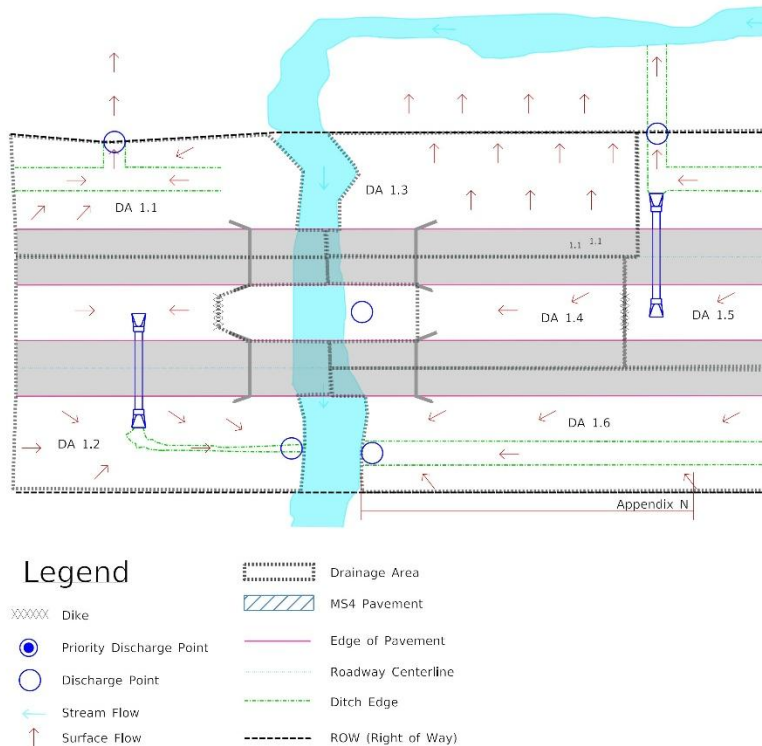 DA 1.1
DA 1.3
1.1 1.1
DA 1.4
DA 1.5
DA 1.2
DA 1.6
Appendix N
Legend
Dike
Priority Discharge Point
Discharge Point
Stream Flow
Surface Flow
Drainage Area
MS4 Pavement
Edge of Pavement
Roadway Centerline
Ditch Edge
ROW (Right of Way)